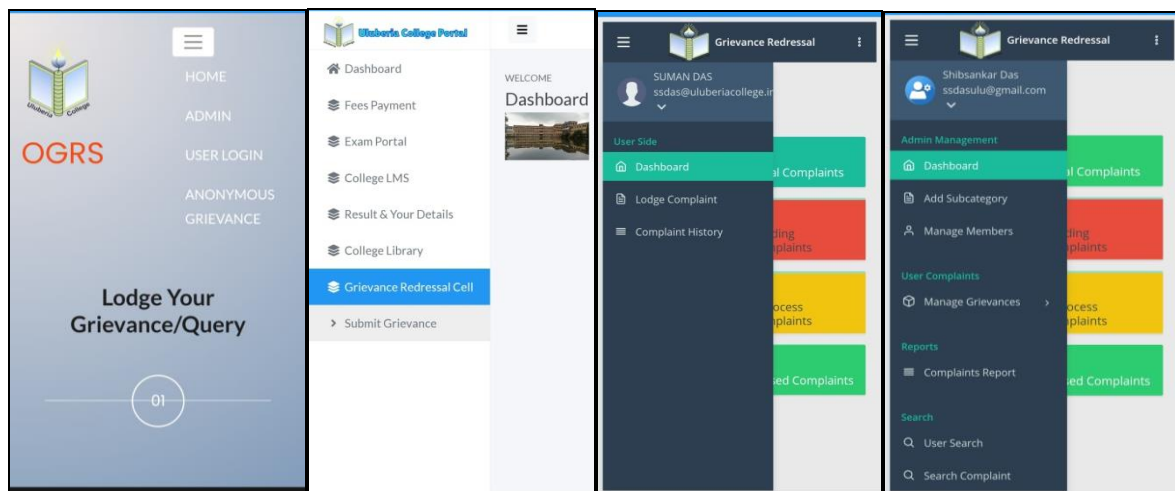 Uluberia College
OGRS
HOME
ADMIN
USER LOGIN
ANONYMOUS
GRIEVANCE
Lodge Your
Grievance/Query
01
Uluberia College Portal
Dashboard
Fees Payment
Exam Portal
College LMS
Result & Your Details
College Library
Grievance Redressal Cell
> Submit Grievance
WELCOME
Dashboard
Grievance Redressal
SUMAN DAS
ssdas@uluberiacollege.in
User Side
Dashboard
Lodge Complaint
Complaint History
al Complaints
ding
plaints
ocess
plaints
sed Complaints
Grievance Redressal
Shibsankar Das
ssdasulu@gmail.com
Admin Management
Dashboard
Add Subcategory
Manage Members
User Complaints
Manage Grievances >
Reports
Complaints Report
Search
User Search
Search Complaint
al Complaints
ding
plaints
ocess
plaints
sed Complaints